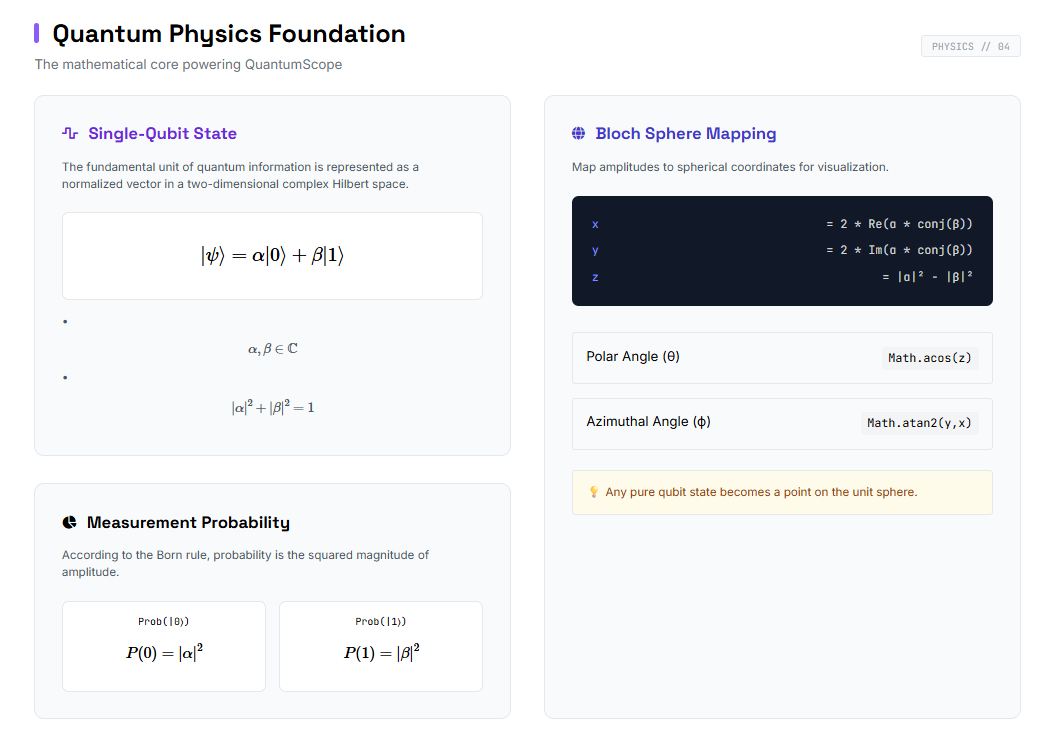 Quantum Physics Foundation
The mathematical core powering QuantumScope
PHYSICS // 04
Single-Qubit State
The fundamental unit of quantum information is represented as a
normalized vector in a two-dimensional complex Hilbert space.
|ψ⟩ = α|0⟩ + β|1⟩
• α, β ∈ ℂ
• |α|² + |β|² = 1
Measurement Probability
According to the Born rule, probability is the squared magnitude of
amplitude.
Prob(|0⟩)
P(0) = |α|²
Prob(|1⟩)
P(1) = |β|²
Bloch Sphere Mapping
Map amplitudes to spherical coordinates for visualization.
x = 2 * Re(α * conj(β))
y = 2 * Im(α * conj(β))
z = |α|² - |β|²
Polar Angle (θ) Math.acos(z)
Azimuthal Angle (ϕ) Math.atan2(y,x)
💡 Any pure qubit state becomes a point on the unit sphere.